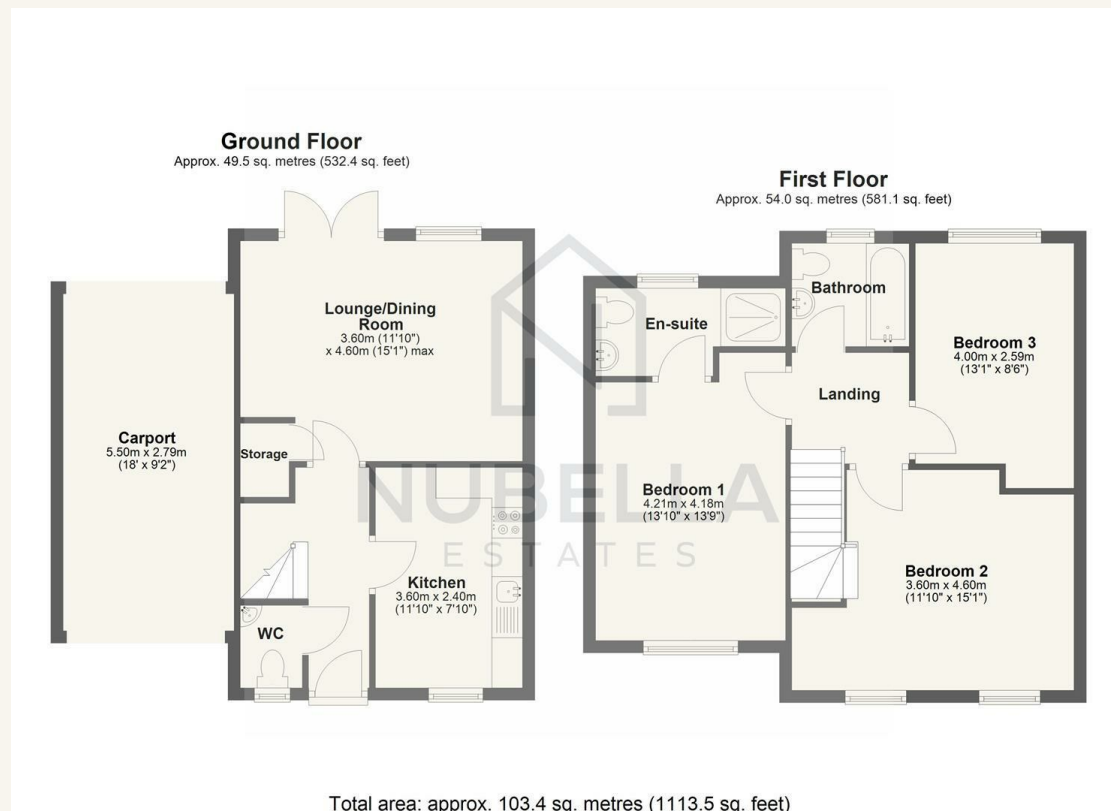 Ground Floor
Approx. 49.5 sq. metres (532.4 sq. feet)
Lounge/Dining
Room
3.60m (11'10")
x 4.60m (15'1") max
Carport
5.50m x 2.79m
(18' x 9'2")
Storage
Kitchen
3.60m x 2.40m
(11'10" x 7'10")
WC
First Floor
Approx. 54.0 sq. metres (581.1 sq. feet)
En-suite
Bathroom
Bedroom 3
4.00m x 2.59m
(13'1" x 8'6")
Landing
Bedroom 1
4.21m x 4.18m
(13'10" x 13'9")
Bedroom 2
3.60m x 4.60m
(11'10" x 15'1")
NUBELLA
ESTATES
Total area: approx. 103.4 sq. metres (1113.5 sq. feet)